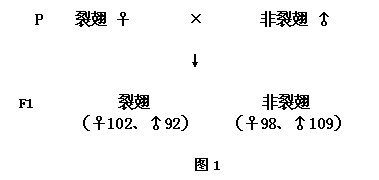 P 裂翅 ♀ × 非裂翅 ♂
↓
F1 裂翅 非裂翅
(♀102、♂92) (♀98、♂109)
图1